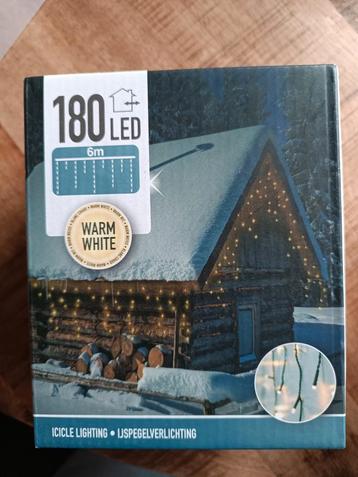 180 LED
6m
WARM
WHITE
ICICLE LIGHTING • IJSPEGELVERLICHTING